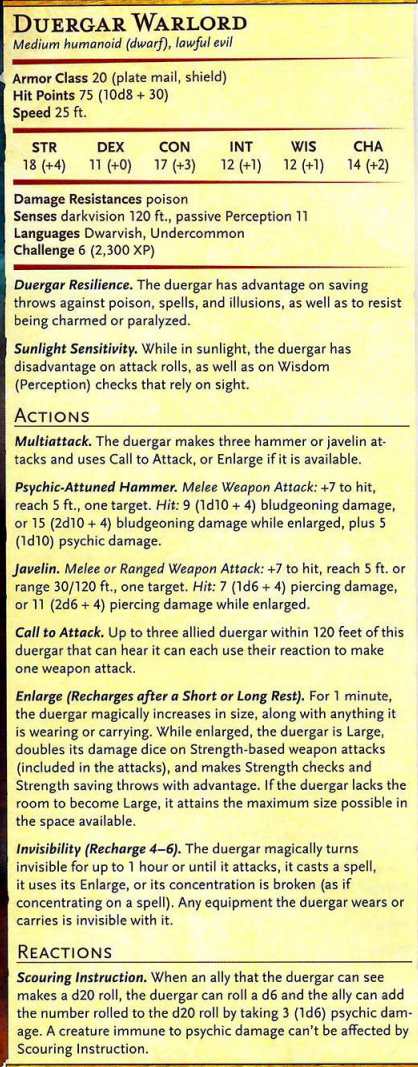 DUERGAR WARLORD
Medium humanoid (dwarf), lawful evil
Armor Class 20 (plate mail, shield)
Hit Points 75 (10d8 + 30)
Speed 25 ft.
STR DEX CON INT WIS CHA
18 (+4) 11 (+0) 17 (+3) 12 (+1) 12 (+1) 14 (+2)
Damage Resistances poison
Senses darkvision 120 ft., passive Perception 11
Languages Dwarvish, Undercommon
Challenge 6 (2,300 XP)
Duergar Resilience. The duergar has advantage on saving
throws against poison, spells, and illusions, as well as to resist
being charmed or paralyzed.
Sunlight Sensitivity. While in sunlight, the duergar has
disadvantage on attack rolls, as well as on Wisdom
(Perception) checks that rely on sight.
ACTIONS
Multiattack. The duergar makes three hammer or javelin at-
tacks and uses Call to Attack, or Enlarge if it is available.
Psychic-Attuned Hammer. Melee Weapon Attack: +7 to hit,
reach 5 ft., one target. Hit: 9 (1d10 + 4) bludgeoning damage,
or 15 (2d10 + 4) bludgeoning damage while enlarged, plus 5
(1d10) psychic damage.
Javelin. Melee or Ranged Weapon Attack: +7 to hit, reach 5 ft. or
range 30/120 ft., one target. Hit: 7 (1d6 + 4) piercing damage,
or 11 (2d6 + 4) piercing damage while enlarged.
Call to Attack. Up to three allied duergar within 120 feet of this
duergar that can hear it can each use their reaction to make
one weapon attack.
Enlarge (Recharges after a Short or Long Rest). For 1 minute,
the duergar magically increases in size, along with anything it
is wearing or carrying. While enlarged, the duergar is Large,
doubles its damage dice on Strength-based weapon attacks
(included in the attacks), and makes Strength checks and
Strength saving throws with advantage. If the duergar lacks the
room to become Large, it attains the maximum size possible in
the space available.
Invisibility (Recharge 4–6). The duergar magically turns
invisible for up to 1 hour or until it attacks, it casts a spell,
it uses its Enlarge, or its concentration is broken (as if
concentrating on a spell). Any equipment the duergar wears or
carries is invisible with it.
REACTIONS
Scouring Instruction. When an ally that the duergar can see
makes a d20 roll, the duergar can roll a d6 and the ally can add
the number rolled to the d20 roll by taking 3 (1d6) psychic dam-
age. A creature immune to psychic damage can't be affected by
Scouring Instruction.